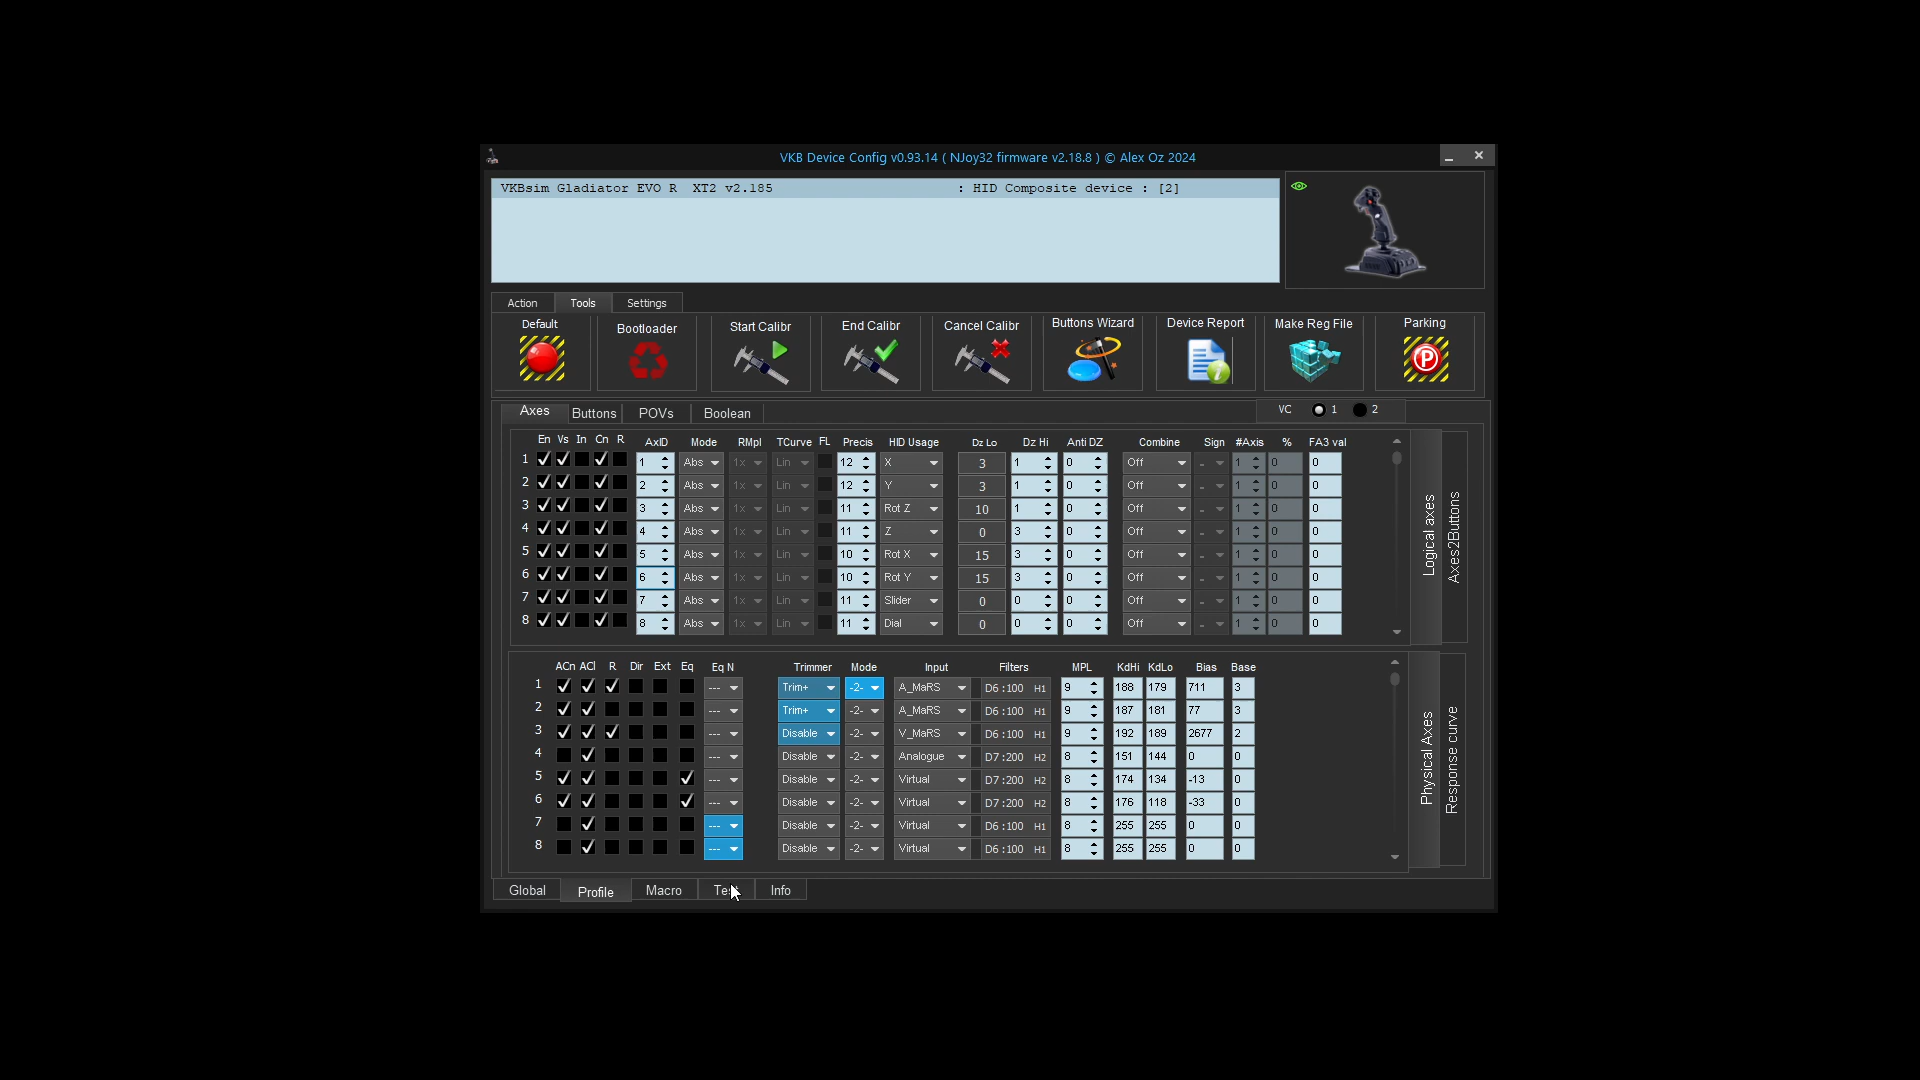 VKB Device Config v0.93.14 ( NJoy32 firmware v2.18.8 ) © Alex Oz 2024
VKBsim Gladiator EVO R XT2 v2.185 : HID Composite device : [2]
Action Tools Settings
Default Bootloader Start Calibr End Calibr Cancel Calibr Buttons Wizard Device Report Make Reg File Parking
Axes Buttons POVs Boolean VC 1 2
En Vs In Cn R AxID Mode RMpl TCurve FL Precis HID Usage Dz Lo Dz Hi Anti DZ Combine Sign #Axis % FA3 val
1 1 Abs 1x Lin 12 X 3 1 0 Off - 1 0 0
2 2 Abs 1x Lin 12 Y 3 1 0 Off - 1 0 0
3 3 Abs 1x Lin 11 Rot Z 10 1 0 Off - 1 0 0
4 4 Abs 1x Lin 11 Z 0 3 0 Off - 1 0 0
5 5 Abs 1x Lin 10 Rot X 15 3 0 Off - 1 0 0
6 6 Abs 1x Lin 10 Rot Y 15 3 0 Off - 1 0 0
7 7 Abs 1x Lin 11 Slider 0 0 0 Off - 1 0 0
8 8 Abs 1x Lin 11 Dial 0 0 0 Off - 1 0 0
Logical axes
Axes2Buttons
ACn ACl R Dir Ext Eq Eq N Trimmer Mode Input Filters MPL KdHi KdLo Bias Base
1 --- Trim+ -2- A_MaRS D6 :100 H1 9 188 179 711 3
2 --- Trim+ -2- A_MaRS D6 :100 H1 9 187 181 77 3
3 --- Disable -2- V_MaRS D6 :100 H1 9 192 189 2677 2
4 --- Disable -2- Analogue D7 :200 H2 8 151 144 0 0
5 --- Disable -2- Virtual D7 :200 H2 8 174 134 -13 0
6 --- Disable -2- Virtual D7 :200 H2 8 176 118 -33 0
7 --- Disable -2- Virtual D6 :100 H1 8 255 255 0 0
8 --- Disable -2- Virtual D6 :100 H1 8 255 255 0 0
Physical Axes
Response curve
Global Profile Macro Test Info